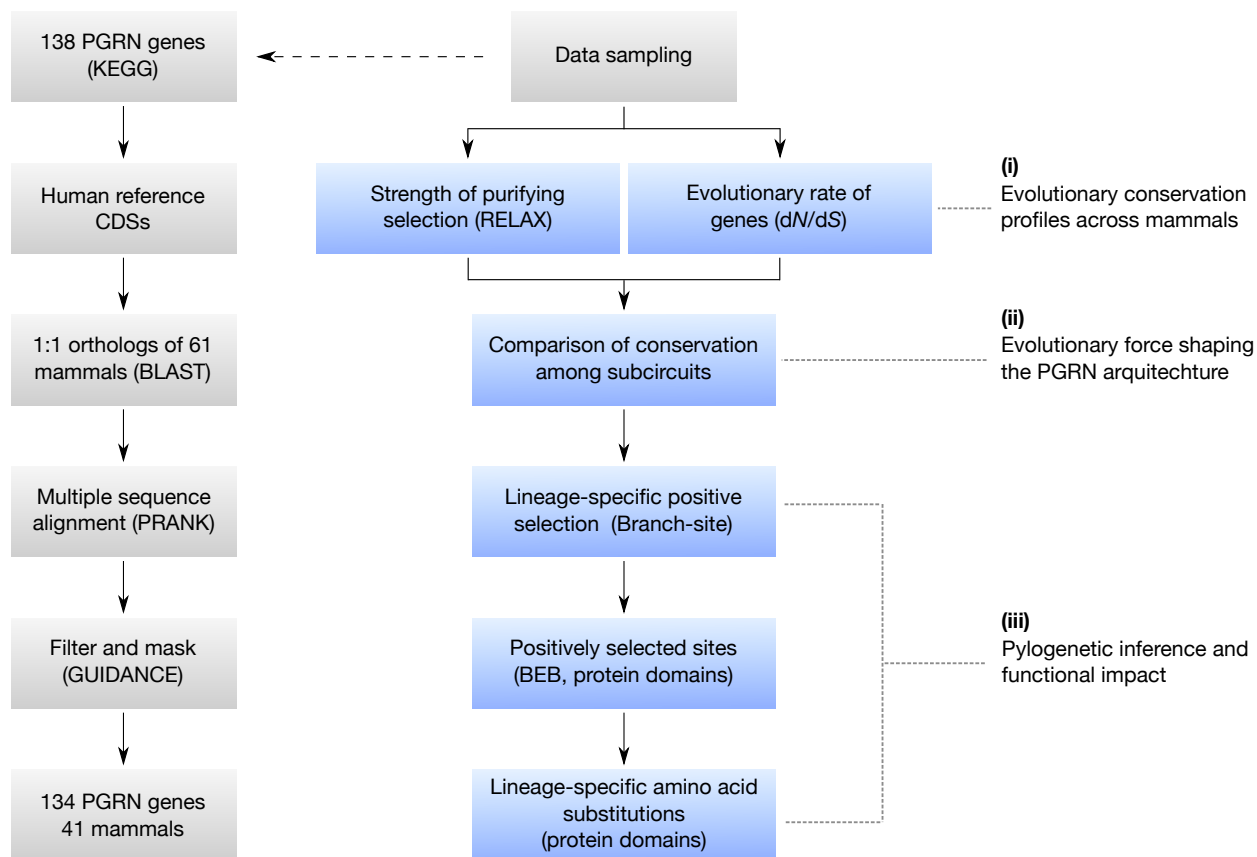 138 PGRN genes
(KEGG)
Human reference
CDSs
1:1 orthologs of 61
mammals (BLAST)
Multiple sequence
alignment (PRANK)
Filter and mask
(GUIDANCE)
134 PGRN genes
41 mammals
Data sampling
Strength of purifying
selection (RELAX)
Evolutionary rate of
genes (dN/dS)
Comparison of conservation
among subcircuits
Lineage-specific positive
selection  (Branch-site)
Positively selected sites
(BEB, protein domains)
Lineage-specific amino acid
substitutions
(protein domains)
(i)
Evolutionary conservation
profiles across mammals
(ii)
Evolutionary force shaping
the PGRN arquitechture
(iii)
Pylogenetic inference and
functional impact